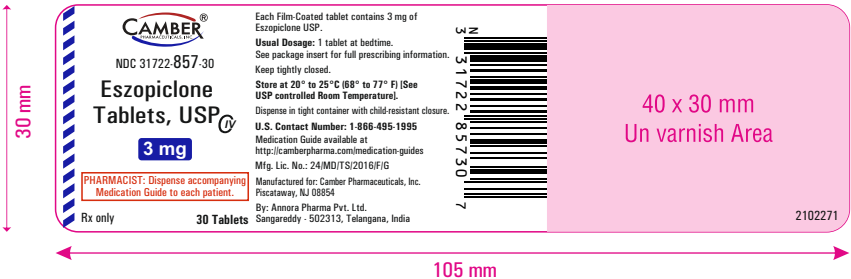 30 mm
CAMBER®
PHARMACEUTICALS, INC.
NDC 31722-857-30
Eszopiclone
Tablets, USP CIV
3 mg
PHARMACIST: Dispense accompanying
Medication Guide to each patient.
Rx only 30 Tablets
Each Film-Coated tablet contains 3 mg of
Eszopiclone USP.
Usual Dosage: 1 tablet at bedtime.
See package insert for full prescribing information.
Keep tightly closed.
Store at 20° to 25°C (68° to 77° F) [See
USP controlled Room Temperature].
Dispense in tight container with child-resistant closure.
U.S. Contact Number: 1-866-495-1995
Medication Guide available at
http://camberpharma.com/medication-guides
Mfg. Lic. No.: 24/MD/TS/2016/F/G
Manufactured for: Camber Pharmaceuticals, Inc.
Piscataway, NJ 08854
By: Annora Pharma Pvt. Ltd.
Sangareddy - 502313, Telangana, India
N
3 31722 85730 7
40 x 30 mm
Un varnish Area
2102271
105 mm